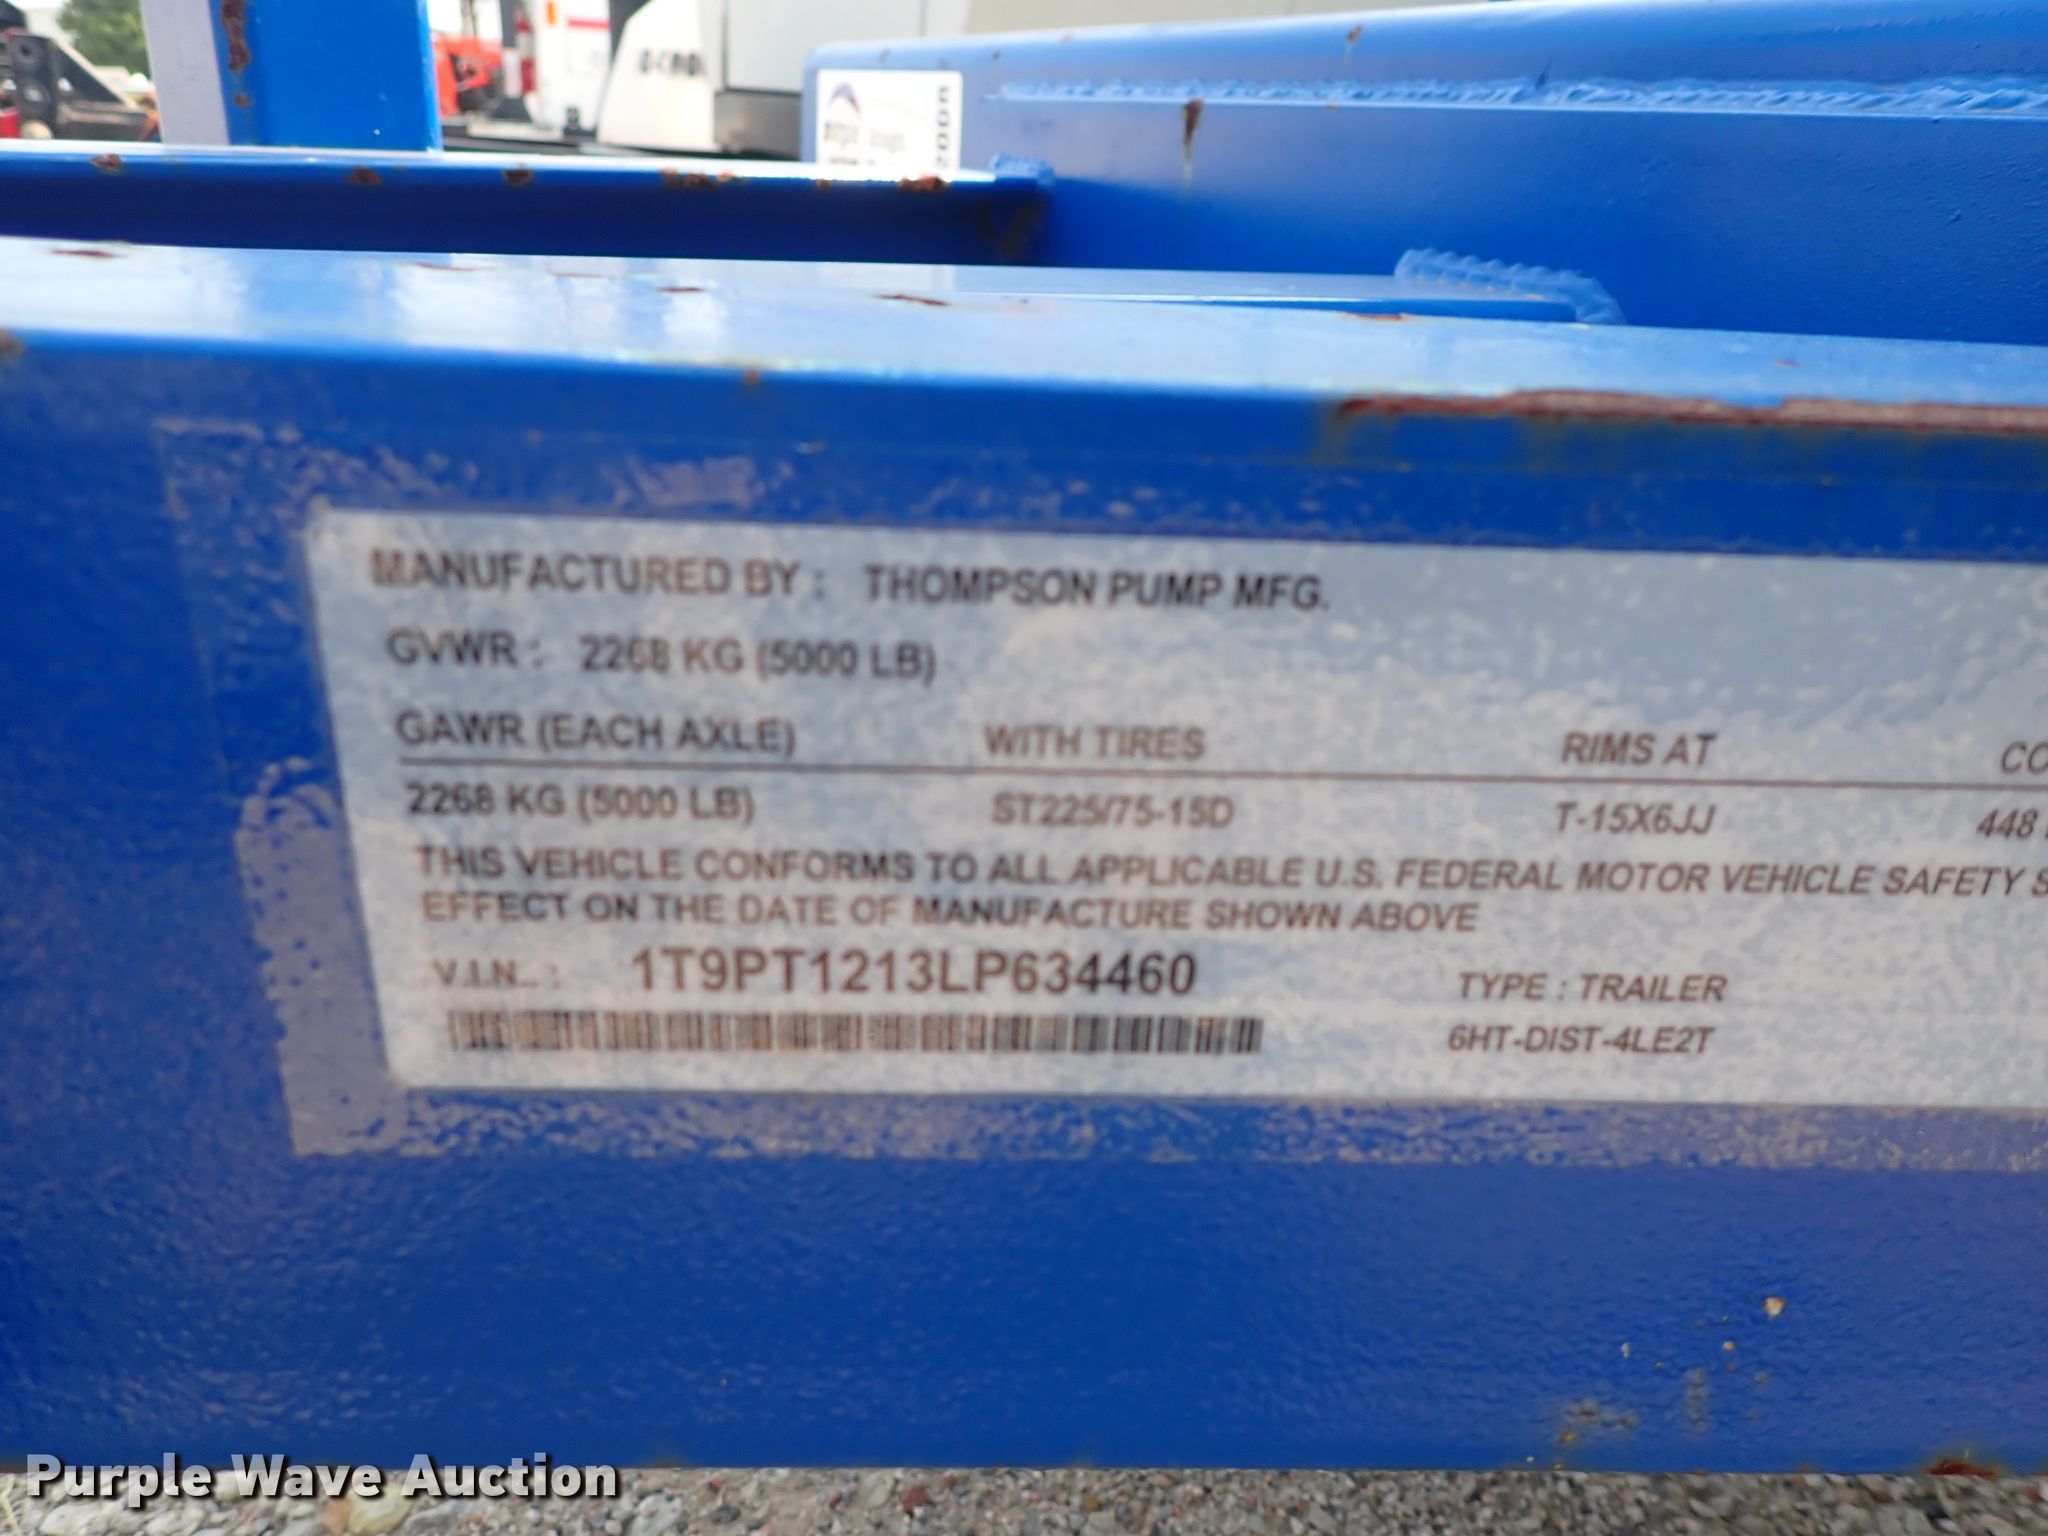 MANUFACTURED BY : THOMPSON PUMP MFG.
GVWR : 2268 KG (5000 LB)
GAWR (EACH AXLE) WITH TIRES RIMS AT CO
2268 KG (5000 LB) ST225/75-15D T-15X6JJ 448
THIS VEHICLE CONFORMS TO ALL APPLICABLE U.S. FEDERAL MOTOR VEHICLE SAFETY S
EFFECT ON THE DATE OF MANUFACTURE SHOWN ABOVE
V.I.N.. : 1T9PT1213LP634460 TYPE : TRAILER
6HT-DIST-4LE2T
Purple Wave Auction